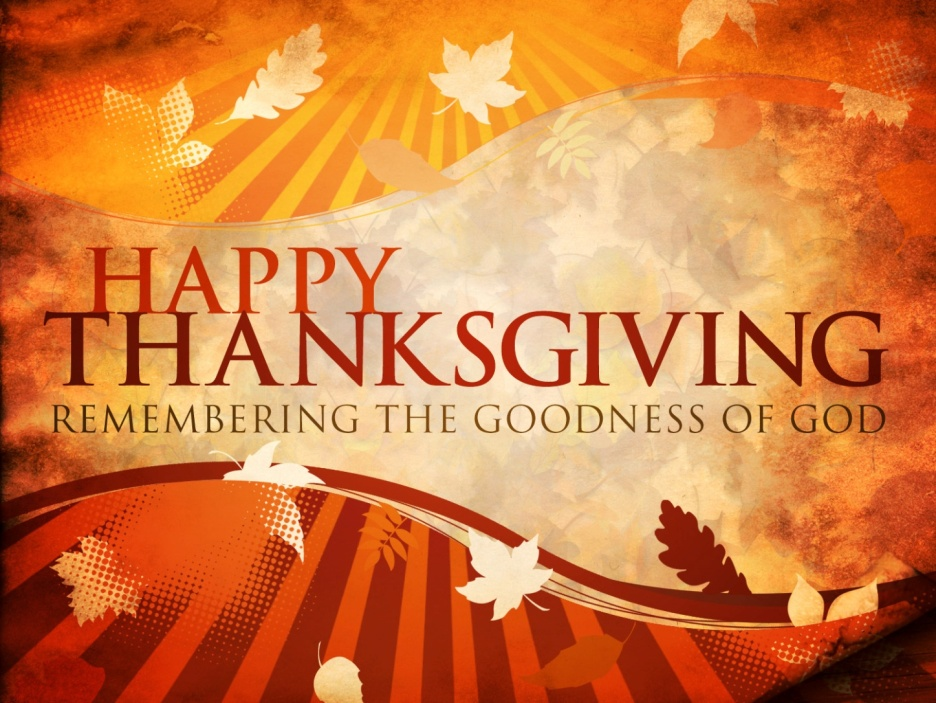 HAPPY
THANKSGIVING
REMEMBERING THE GOODNESS OF GOD